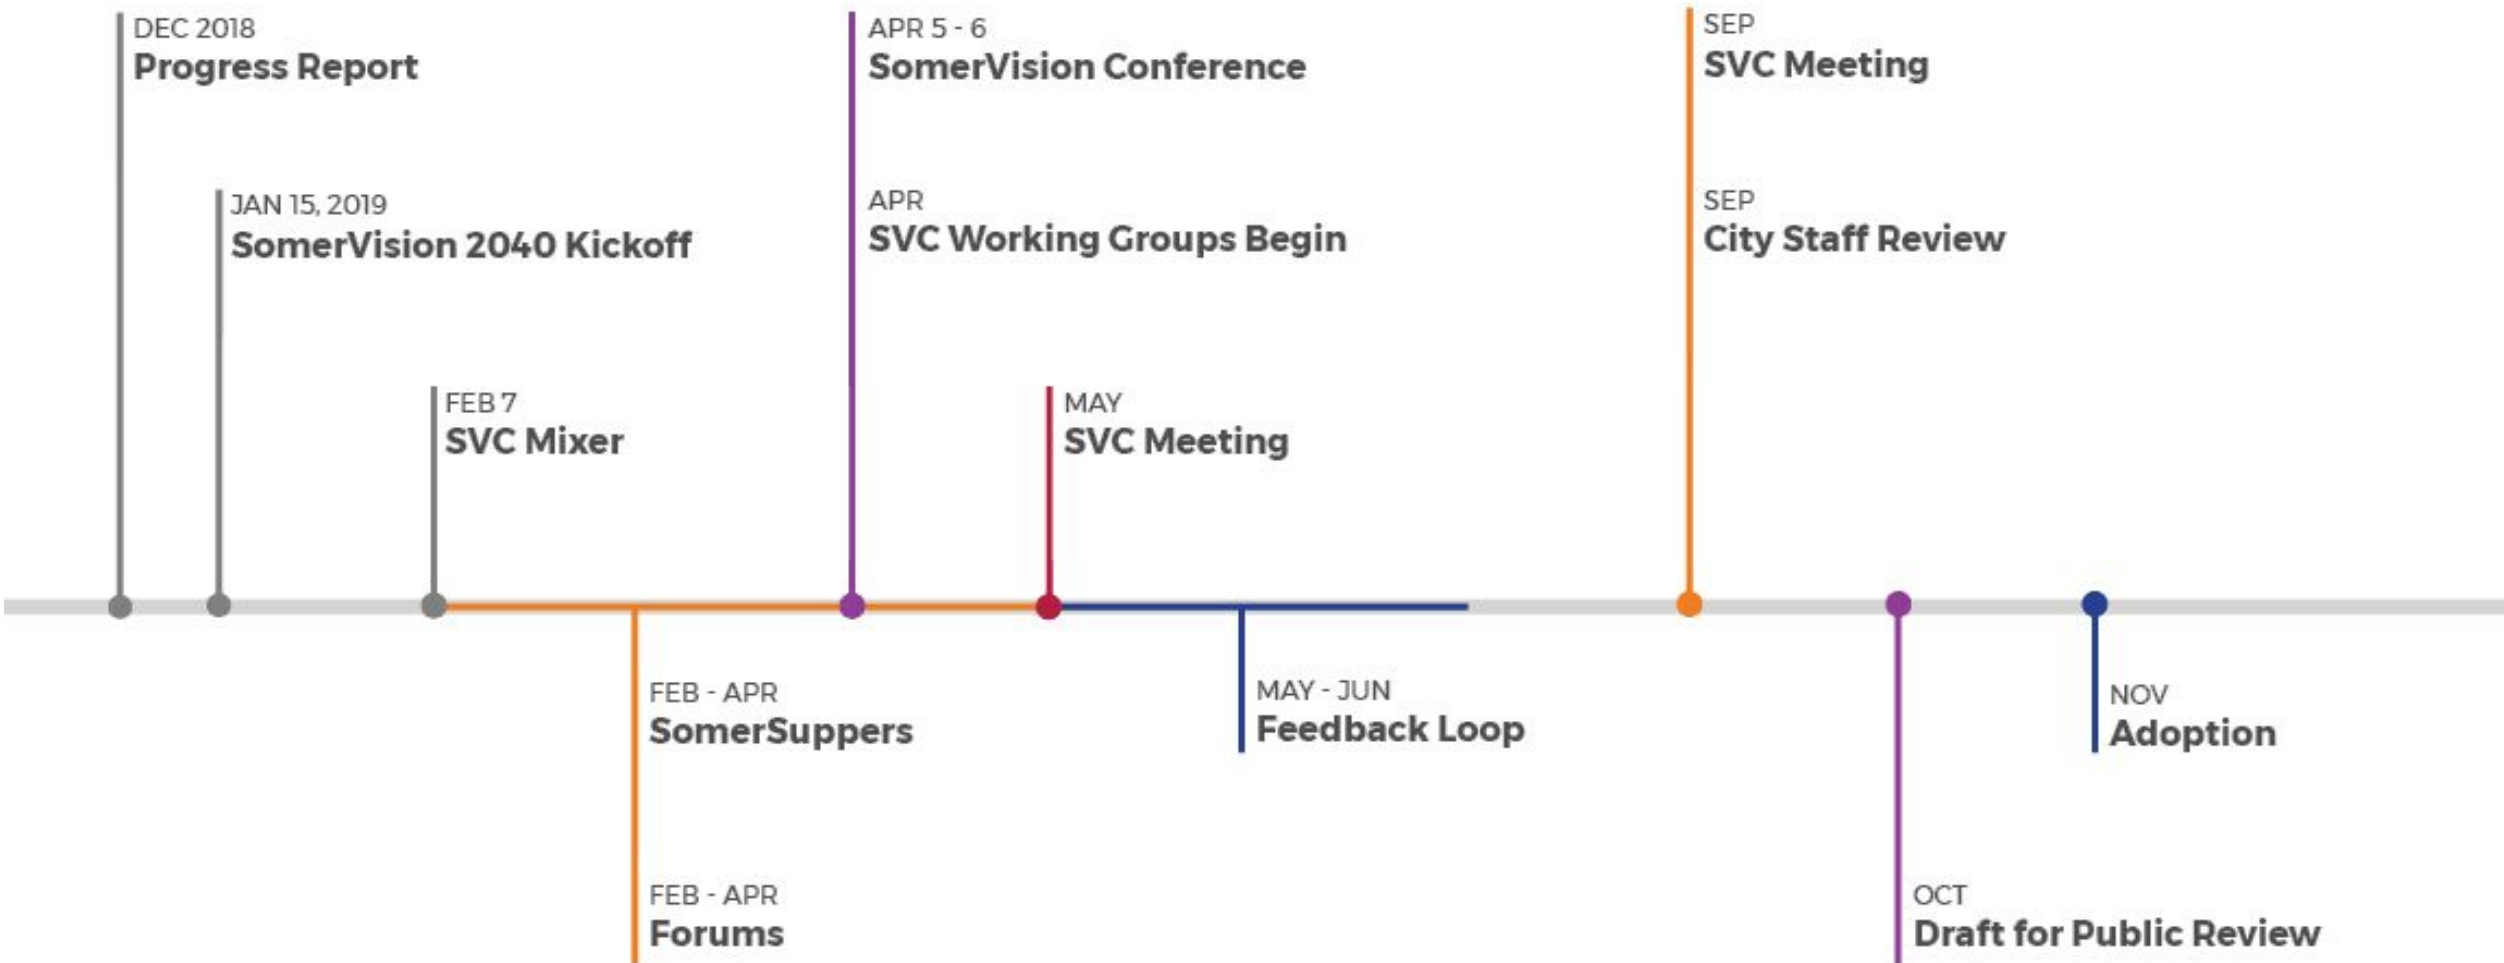 DEC 2018
Progress Report
JAN 15, 2019
SomerVision 2040 Kickoff
FEB 7
SVC Mixer
FEB - APR
SomerSuppers
FEB - APR
Forums
APR 5 - 6
SomerVision Conference
APR
SVC Working Groups Begin
MAY
SVC Meeting
MAY - JUN
Feedback Loop
SEP
SVC Meeting
SEP
City Staff Review
OCT
Draft for Public Review
NOV
Adoption